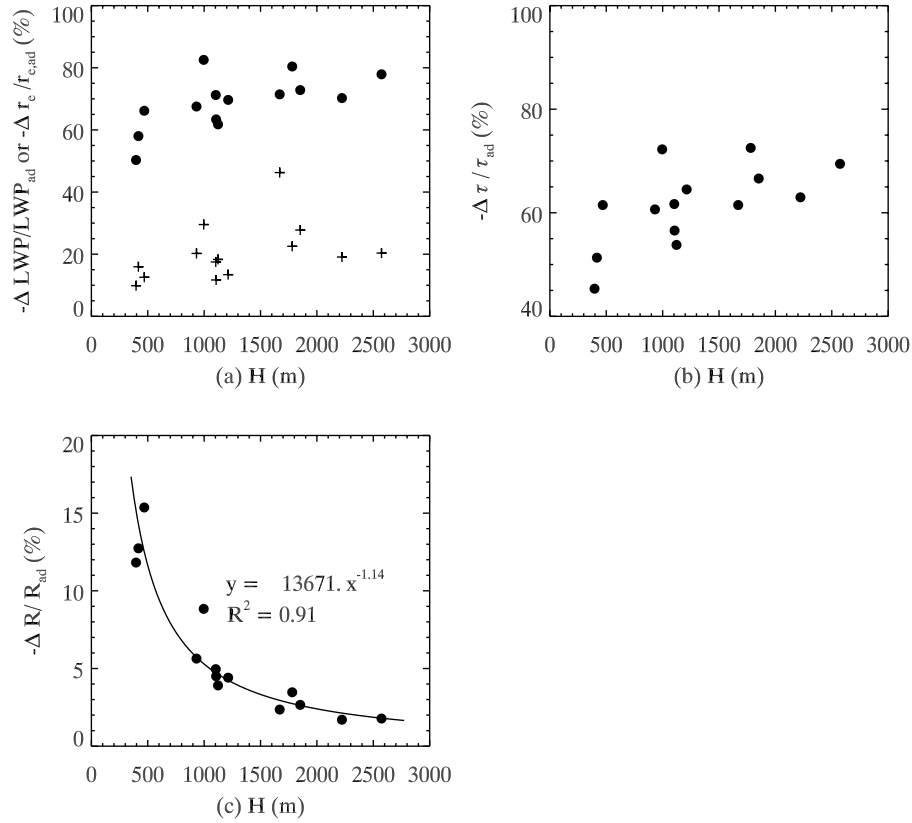 100
80
60
40
20
0
-Δ LWP/LWP_ad or -Δ r_e/r_e,ad (%)
0 500 1000 1500 2000 2500 3000
(a) H (m)
100
80
60
40
-Δ τ / τ_ad (%)
0 500 1000 1500 2000 2500 3000
(b) H (m)
20
15
10
5
0
-Δ R/ R_ad (%)
y = 13671. x^-1.14
R^2 = 0.91
0 500 1000 1500 2000 2500 3000
(c) H (m)